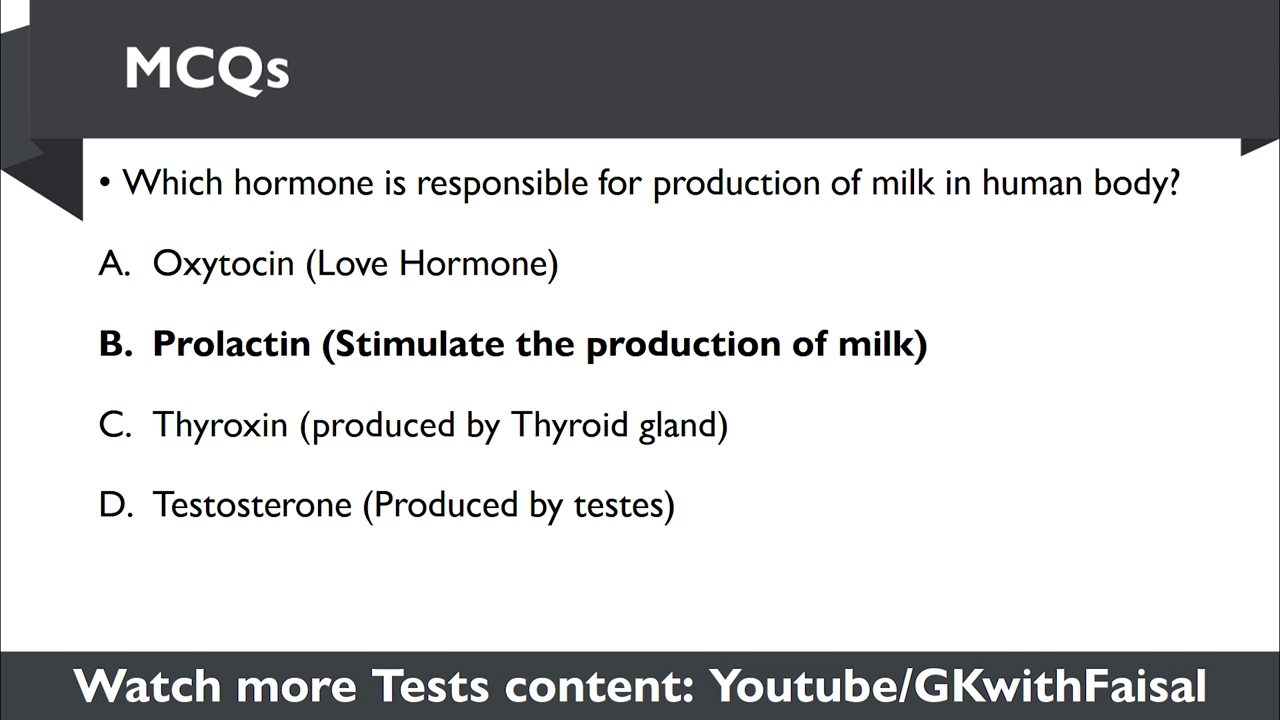 MCQs
• Which hormone is responsible for production of milk in human body?
A. Oxytocin (Love Hormone)
B. Prolactin (Stimulate the production of milk)
C. Thyroxin (produced by Thyroid gland)
D. Testosterone (Produced by testes)
Watch more Tests content: Youtube/GKwithFaisal